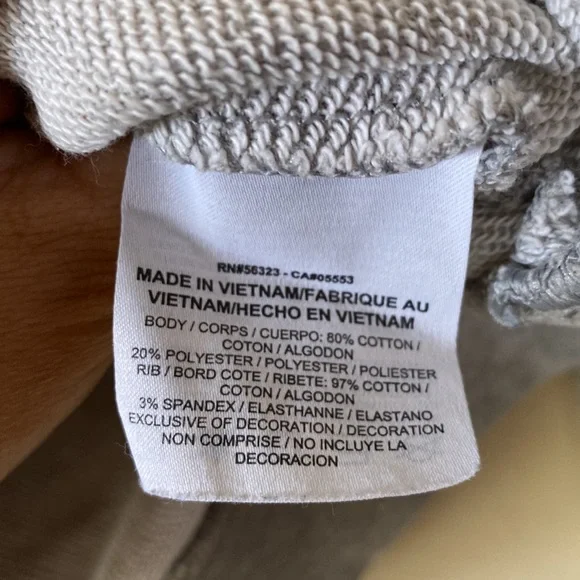 RN#56323 - CA#05553
MADE IN VIETNAM/FABRIQUE AU
VIETNAM/HECHO EN VIETNAM
BODY / CORPS / CUERPO: 80% COTTON /
COTON / ALGODON
20% POLYESTER / POLYESTER / POLIESTER
RIB / BORD COTE / RIBETE: 97% COTTON /
COTON / ALGODON
3% SPANDEX / ELASTHANNE / ELASTANO
EXCLUSIVE OF DECORATION / DECORATION
NON COMPRISE / NO INCLUYE LA
DECORACION